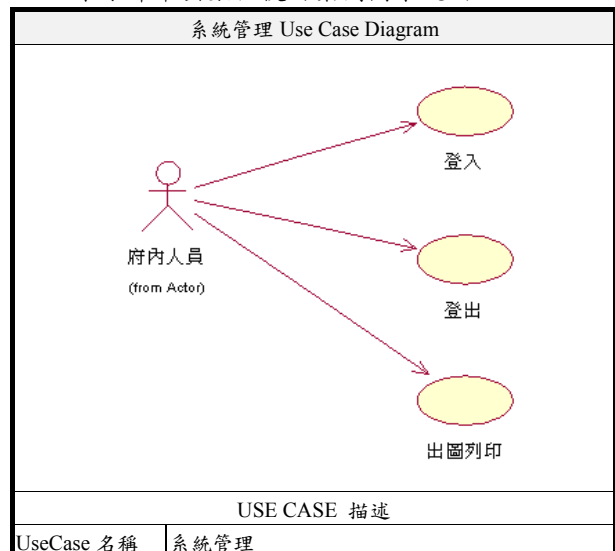 系統管理 Use Case Diagram
登入
府內人員
(from Actor)
登出
出圖列印
USE CASE 描述
UseCase 名稱 系統管理